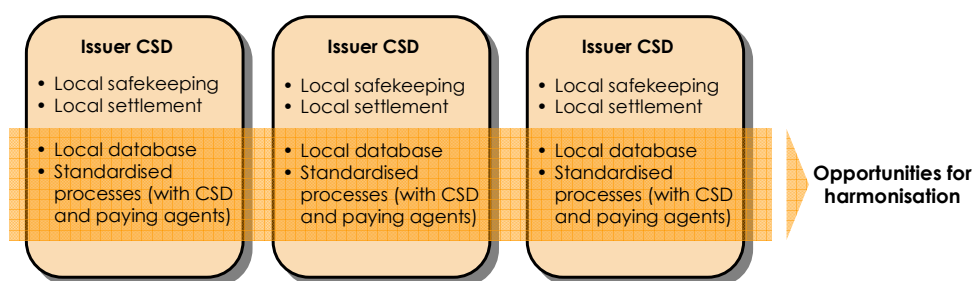 Issuer CSD
• Local safekeeping
• Local settlement
• Local database
• Standardised
processes (with CSD
and paying agents)
Issuer CSD
• Local safekeeping
• Local settlement
• Local database
• Standardised
processes (with CSD
and paying agents)
Issuer CSD
• Local safekeeping
• Local settlement
• Local database
• Standardised
processes (with CSD
and paying agents)
Opportunities for
harmonisation